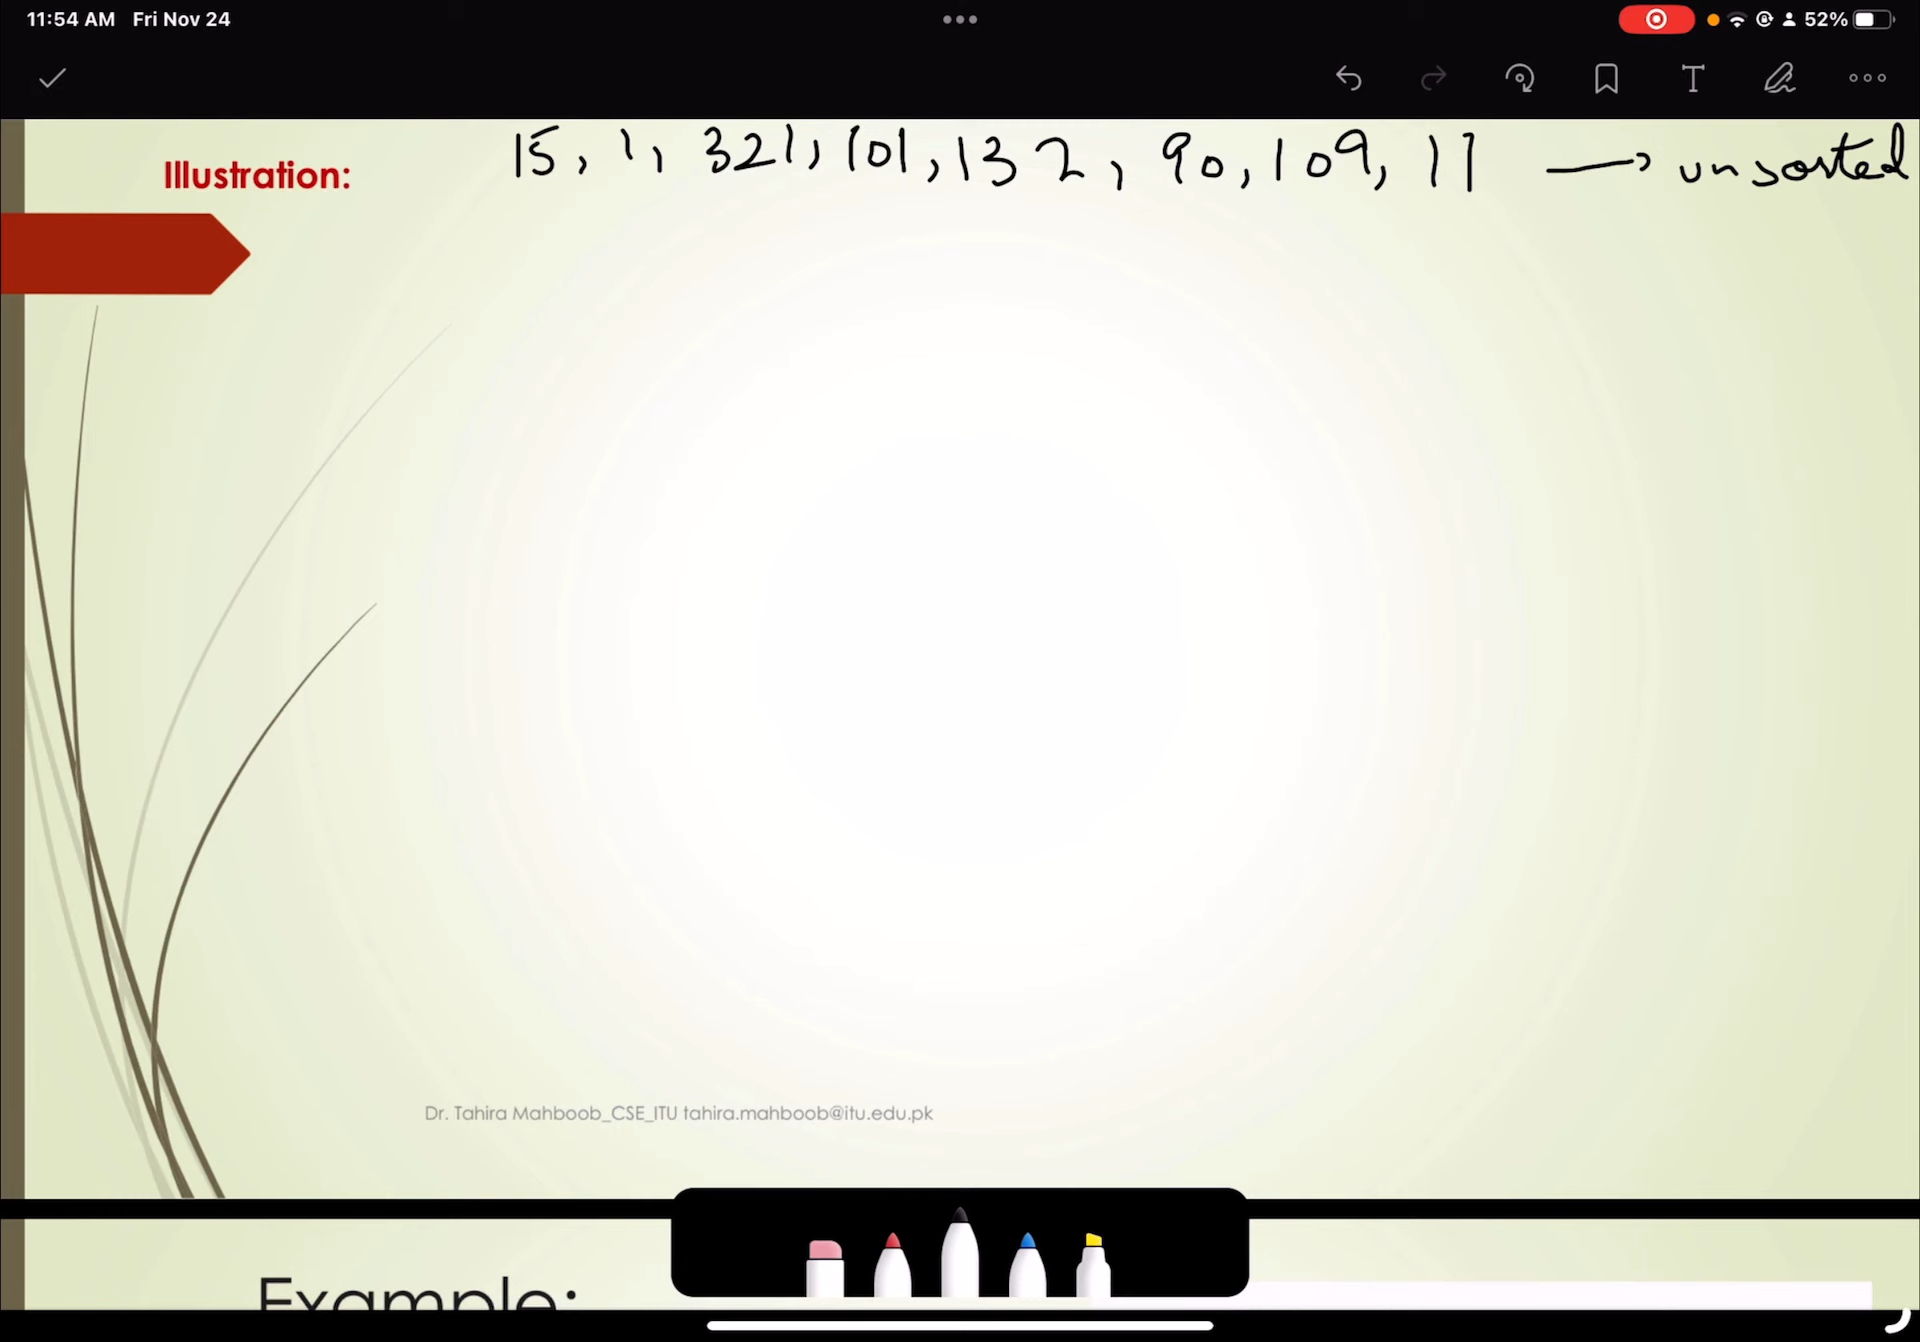 11:54 AM Fri Nov 24
52%
T
Illustration: 15, 1, 321, 101, 132, 90, 109, 11 → unsorted
Dr. Tahira Mahboob_CSE_ITU tahira.mahboob@itu.edu.pk
Example: